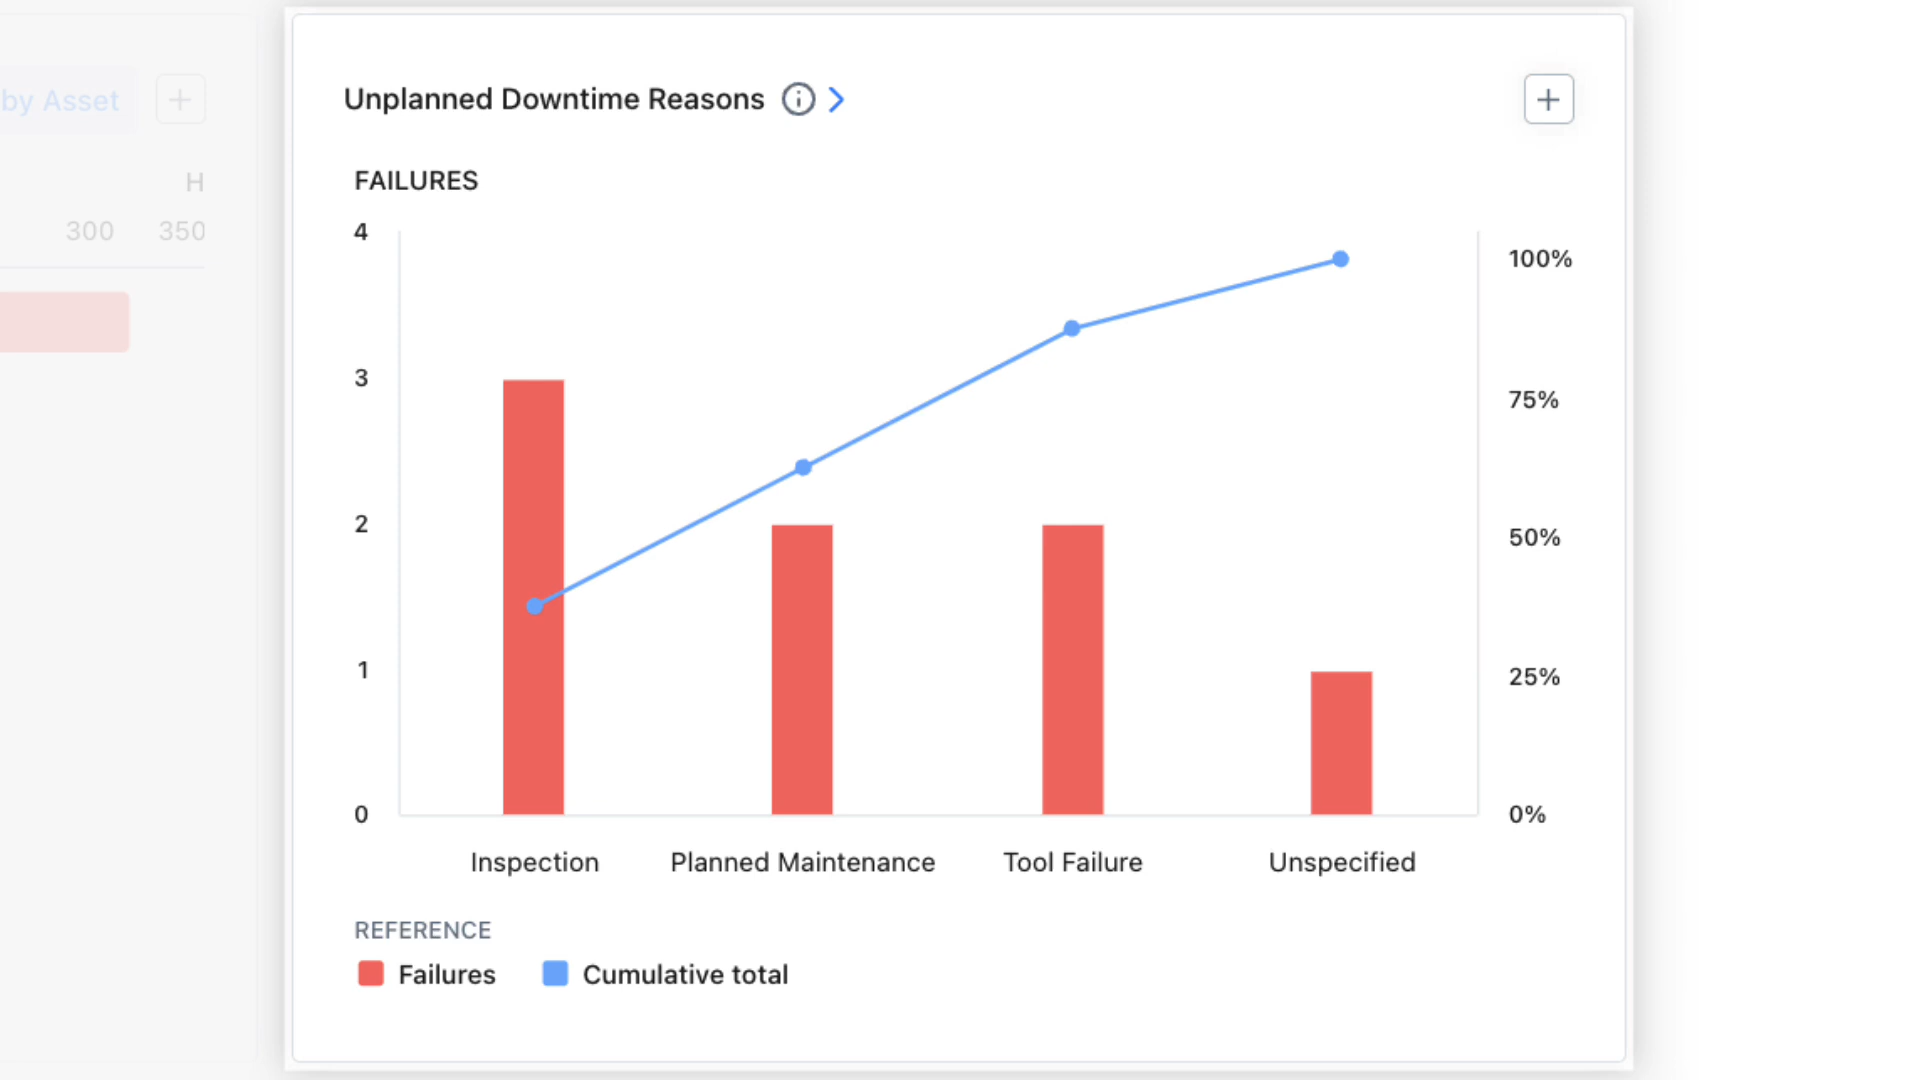 by Asset
H
300 350
Unplanned Downtime Reasons
FAILURES
4
3
2
1
0
100%
75%
50%
25%
0%
Inspection Planned Maintenance Tool Failure Unspecified
REFERENCE
Failures Cumulative total